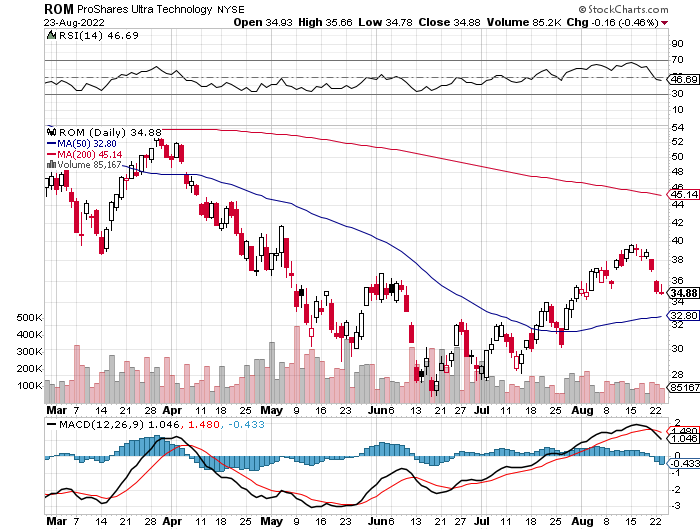 ROM ProShares Ultra Technology NYSE © StockCharts.com
23-Aug-2022 Open 34.93 High 35.66 Low 34.78 Close 34.88 Volume 85.2K Chg -0.16 (-0.46%)
RSI(14) 46.69
90
70
50
46.69
30
10
ROM (Daily) 34.88
MA(50) 32.80
MA(200) 45.14
Volume 85,167
54
52
50
48
46
45.14
44
42
40
38
36
34.88
34
32.80
32
30
28
500K
400K
300K
200K
100K
85167
Mar 7 14 21 28 Apr 11 18 25 May 9 16 23 Jun 6 13 21 27 Jul 11 18 25 Aug 8 15 22
MACD(12,26,9) 1.046, 1.480, -0.433
2
1.480
1.046
0
-0.433
-1
-2
-3
Mar 7 14 21 28 Apr 11 18 25 May 9 16 23 Jun 6 13 21 27 Jul 11 18 25 Aug 8 15 22